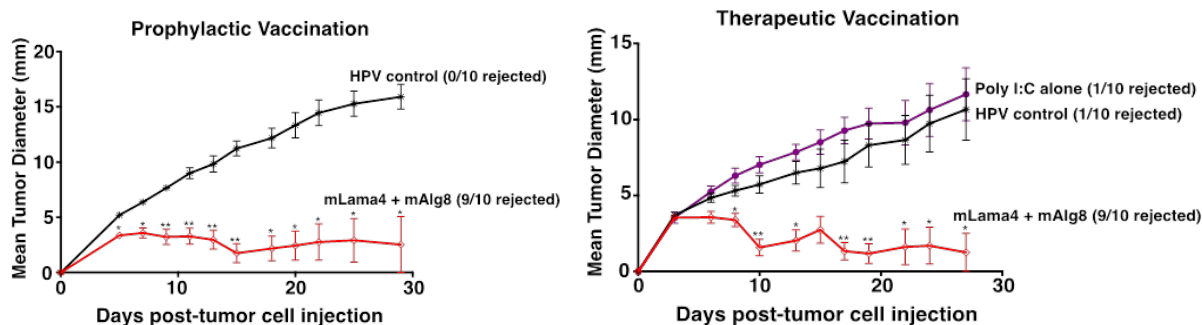 Prophylactic Vaccination
Mean Tumor Diameter (mm)
20
15
10
5
0
HPV control (0/10 rejected)
mLama4 + mAlg8 (9/10 rejected)
* * ** ** ** ** * * * * *
0 10 20 30
Days post-tumor cell injection
Therapeutic Vaccination
Mean Tumor Diameter (mm)
15
10
5
0
Poly I:C alone (1/10 rejected)
HPV control (1/10 rejected)
mLama4 + mAlg8 (9/10 rejected)
* ** * ** ** * * *
0 10 20 30
Days post-tumor cell injection